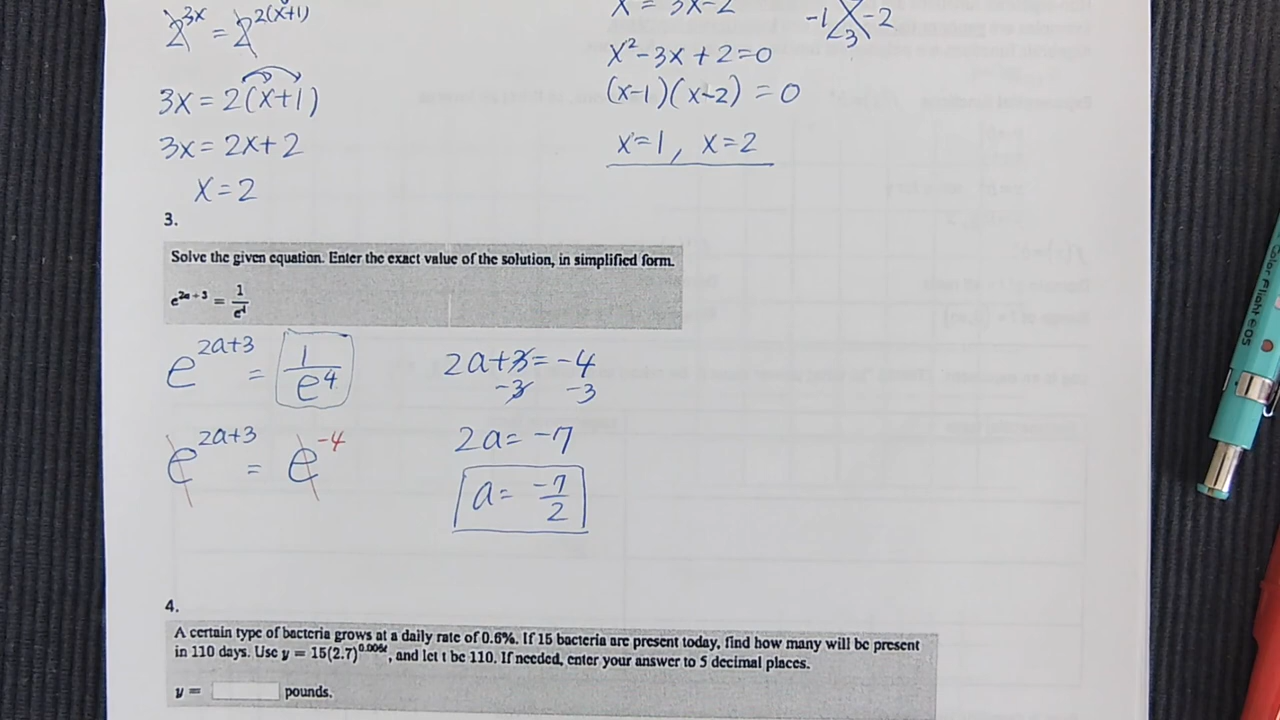 2^3x = 2^2(x+1)
3x = 2(x+1)
3x = 2x+2
x=2
x² = 3x-2
-1 -2
-3
x²-3x+2=0
(x-1)(x-2) = 0
x=1, x=2
3.
Solve the given equation. Enter the exact value of the solution, in simplified form.
e^2a+3 = 1/e^4
e^2a+3 = 1/e^4
e^2a+3 = e^-4
2a+3=-4
-3 -3
2a=-7
a= -7/2
4.
A certain type of bacteria grows at a daily rate of 0.6%. If 15 bacteria are present today, find how many will be present
in 110 days. Use y = 15(2.7)^0.006t, and let t be 110. If needed, enter your answer to 5 decimal places.
y = pounds.